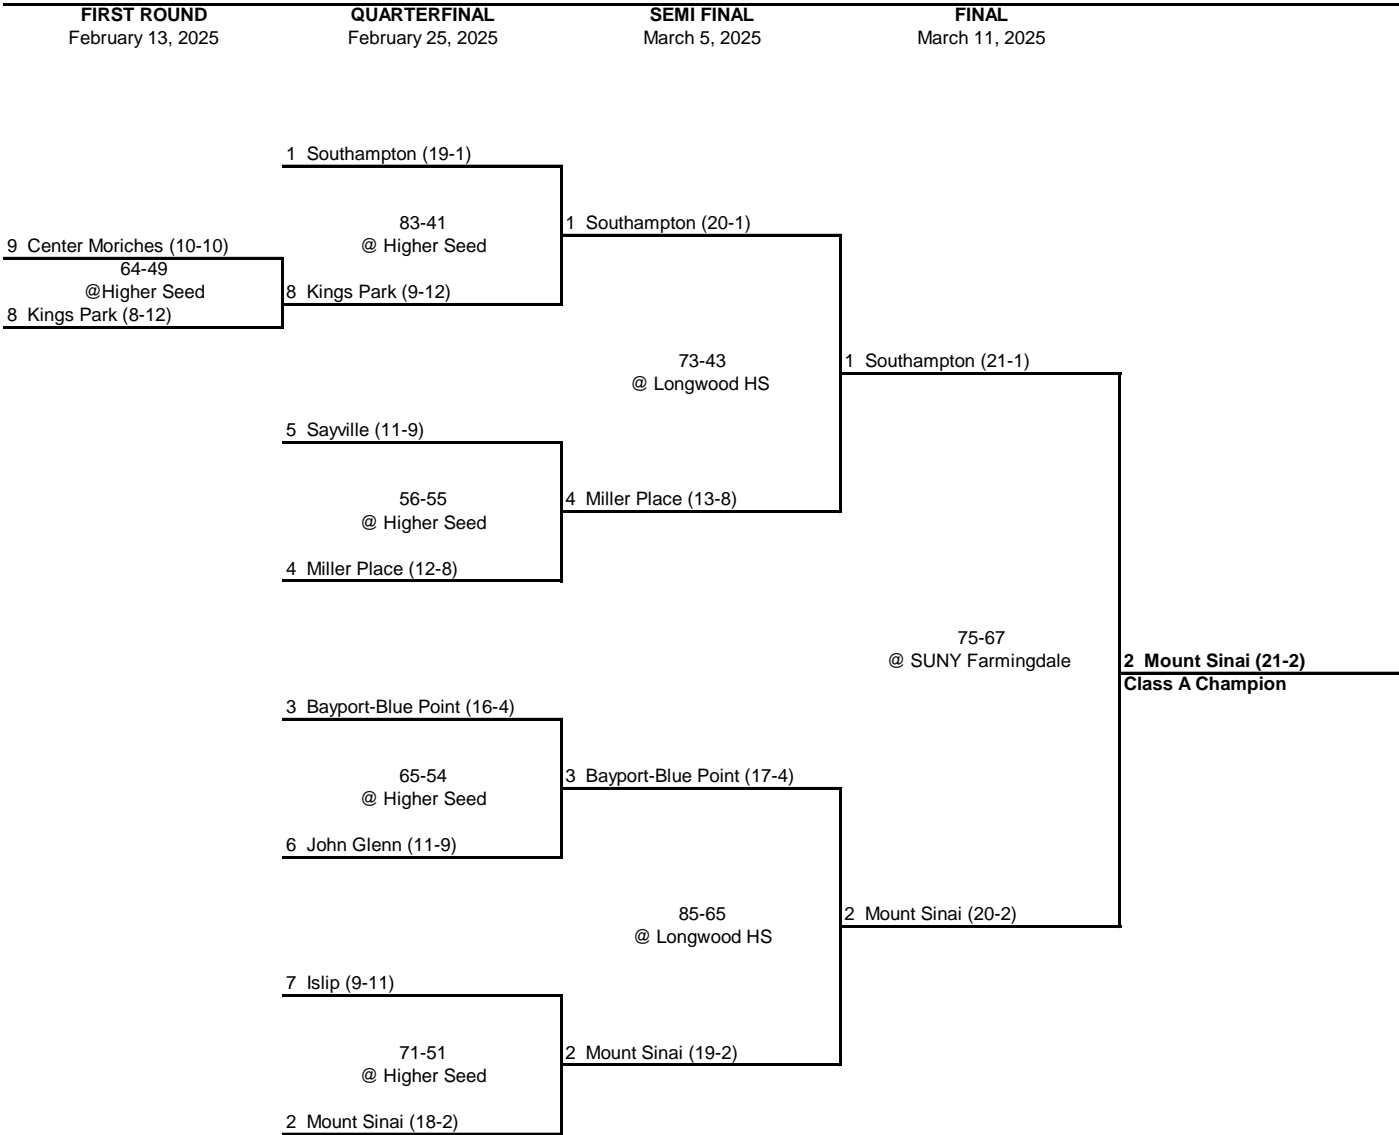 FIRST ROUND
February 13, 2025
QUARTERFINAL
February 25, 2025
SEMI FINAL
March 5, 2025
FINAL
March 11, 2025
9 Center Moriches (10-10)
64-49
@Higher Seed
8 Kings Park (8-12)
1 Southampton (19-1)
83-41
@ Higher Seed
8 Kings Park (9-12)
5 Sayville (11-9)
56-55
@ Higher Seed
4 Miller Place (12-8)
3 Bayport-Blue Point (16-4)
65-54
@ Higher Seed
6 John Glenn (11-9)
7 Islip (9-11)
71-51
@ Higher Seed
2 Mount Sinai (18-2)
1 Southampton (20-1)
73-43
@ Longwood HS
4 Miller Place (13-8)
3 Bayport-Blue Point (17-4)
85-65
@ Longwood HS
2 Mount Sinai (19-2)
1 Southampton (21-1)
75-67
@ SUNY Farmingdale
2 Mount Sinai (20-2)
2 Mount Sinai (21-2)
Class A Champion